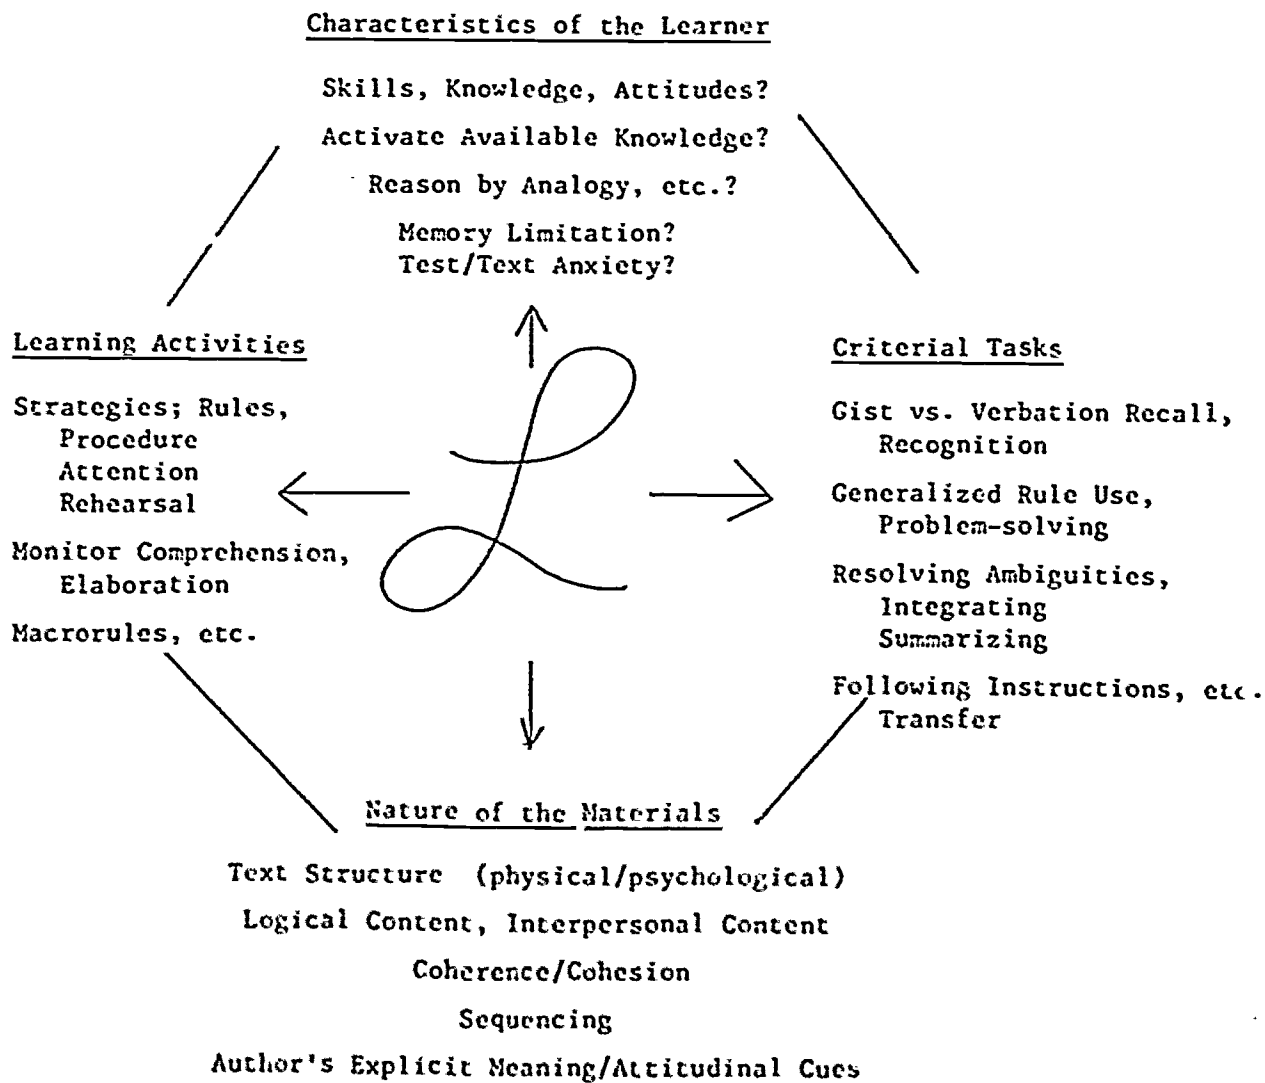 Characteristics of the Learner
Skills, Knowledge, Attitudes?
Activate Available Knowledge?
Reason by Analogy, etc.?
Memory Limitation?
Test/Text Anxiety?
Learning Activities
Strategies; Rules,
Procedure
Attention
Rehearsal
Monitor Comprehension,
Elaboration
Macrorules, etc.
L
Criterial Tasks
Gist vs. Verbation Recall,
Recognition
Generalized Rule Use,
Problem-solving
Resolving Ambiguities,
Integrating
Summarizing
Following Instructions, etc.
Transfer
Nature of the Materials
Text Structure (physical/psychological)
Logical Content, Interpersonal Content
Coherence/Cohesion
Sequencing
Author's Explicit Meaning/Attitudinal Cues